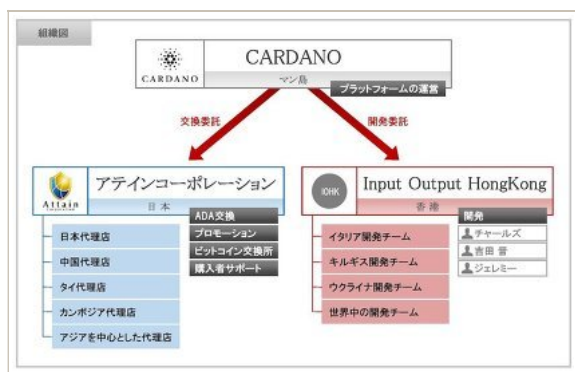 組織図
CARDANO
CARDANO
マン島
プラットフォームの運営
交換委託
開発委託
Attain
アテインコーポレーション
日本
ADA交換
プロモーション
ビットコイン交換所
購入者サポート
日本代理店
中国代理店
タイ代理店
カンボジア代理店
アジアを中心とした代理店
IOHK
Input Output HongKong
香港
開発
チャールズ
吉田 晋
ジェレミー
イタリア開発チーム
キルギス開発チーム
ウクライナ開発チーム
世界中の開発チーム